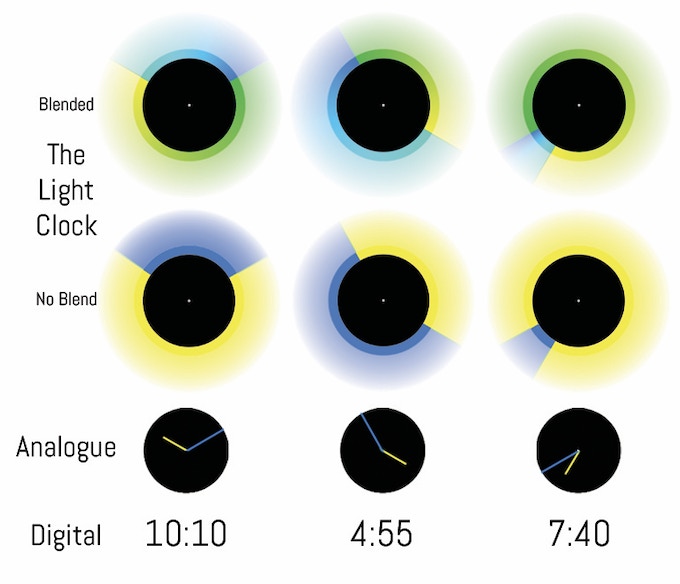 Blended
The
Light
Clock
No Blend
Analogue
Digital 10:10 4:55 7:40